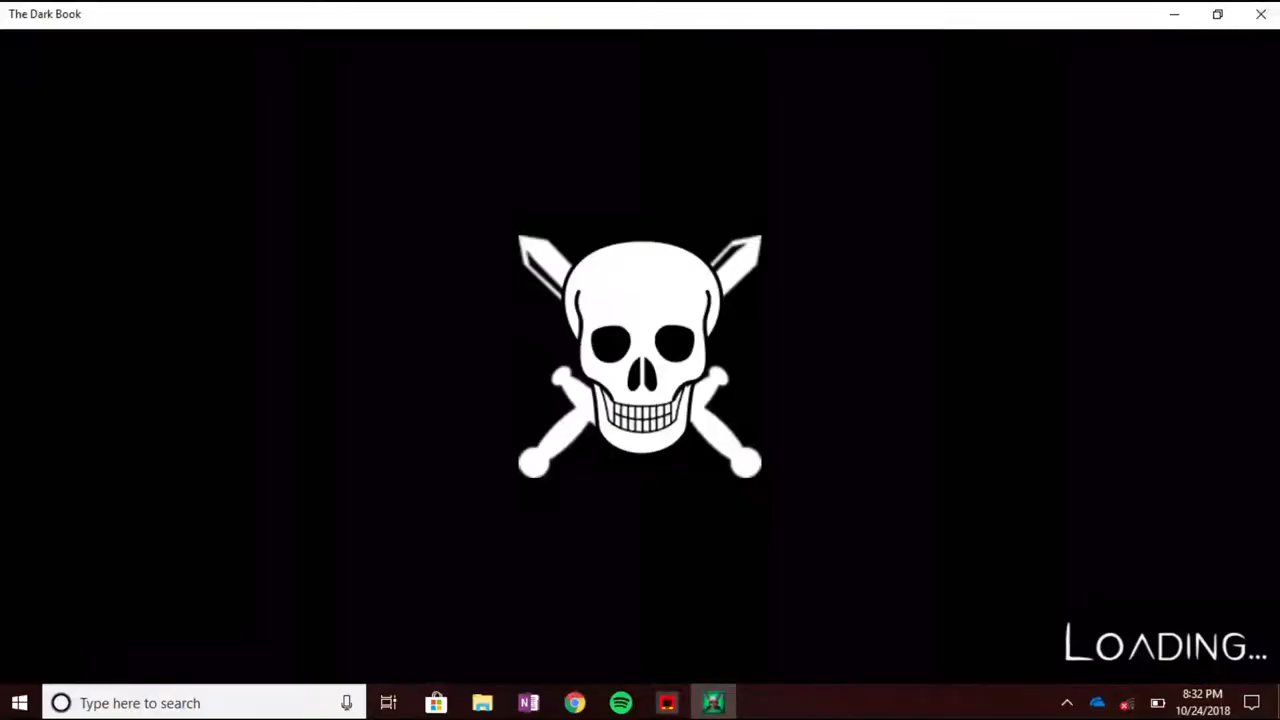 The Dark Book
LOADING...
Type here to search
N
8:32 PM
10/24/2018